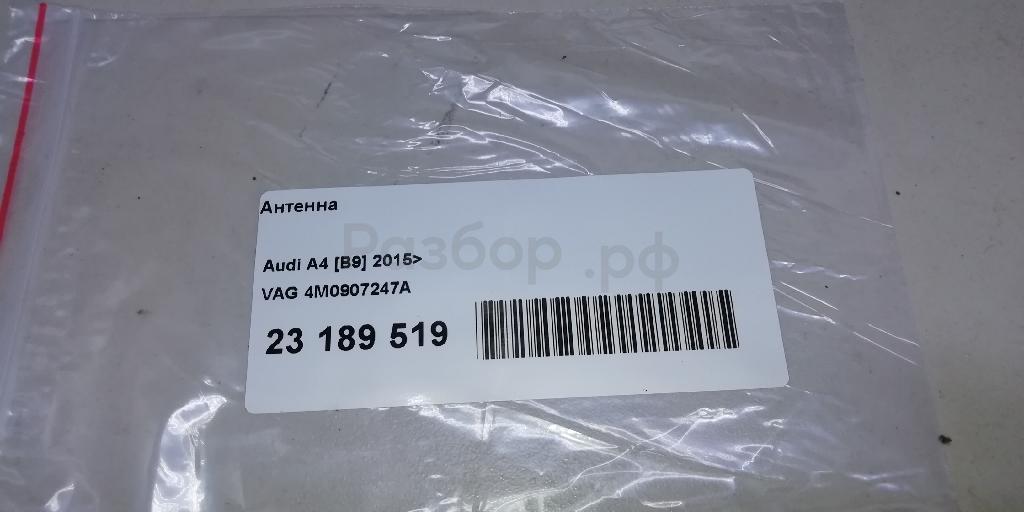 Антенна
Разбор.рф
Audi A4 [B9] 2015>
VAG 4M0907247A
23 189 519